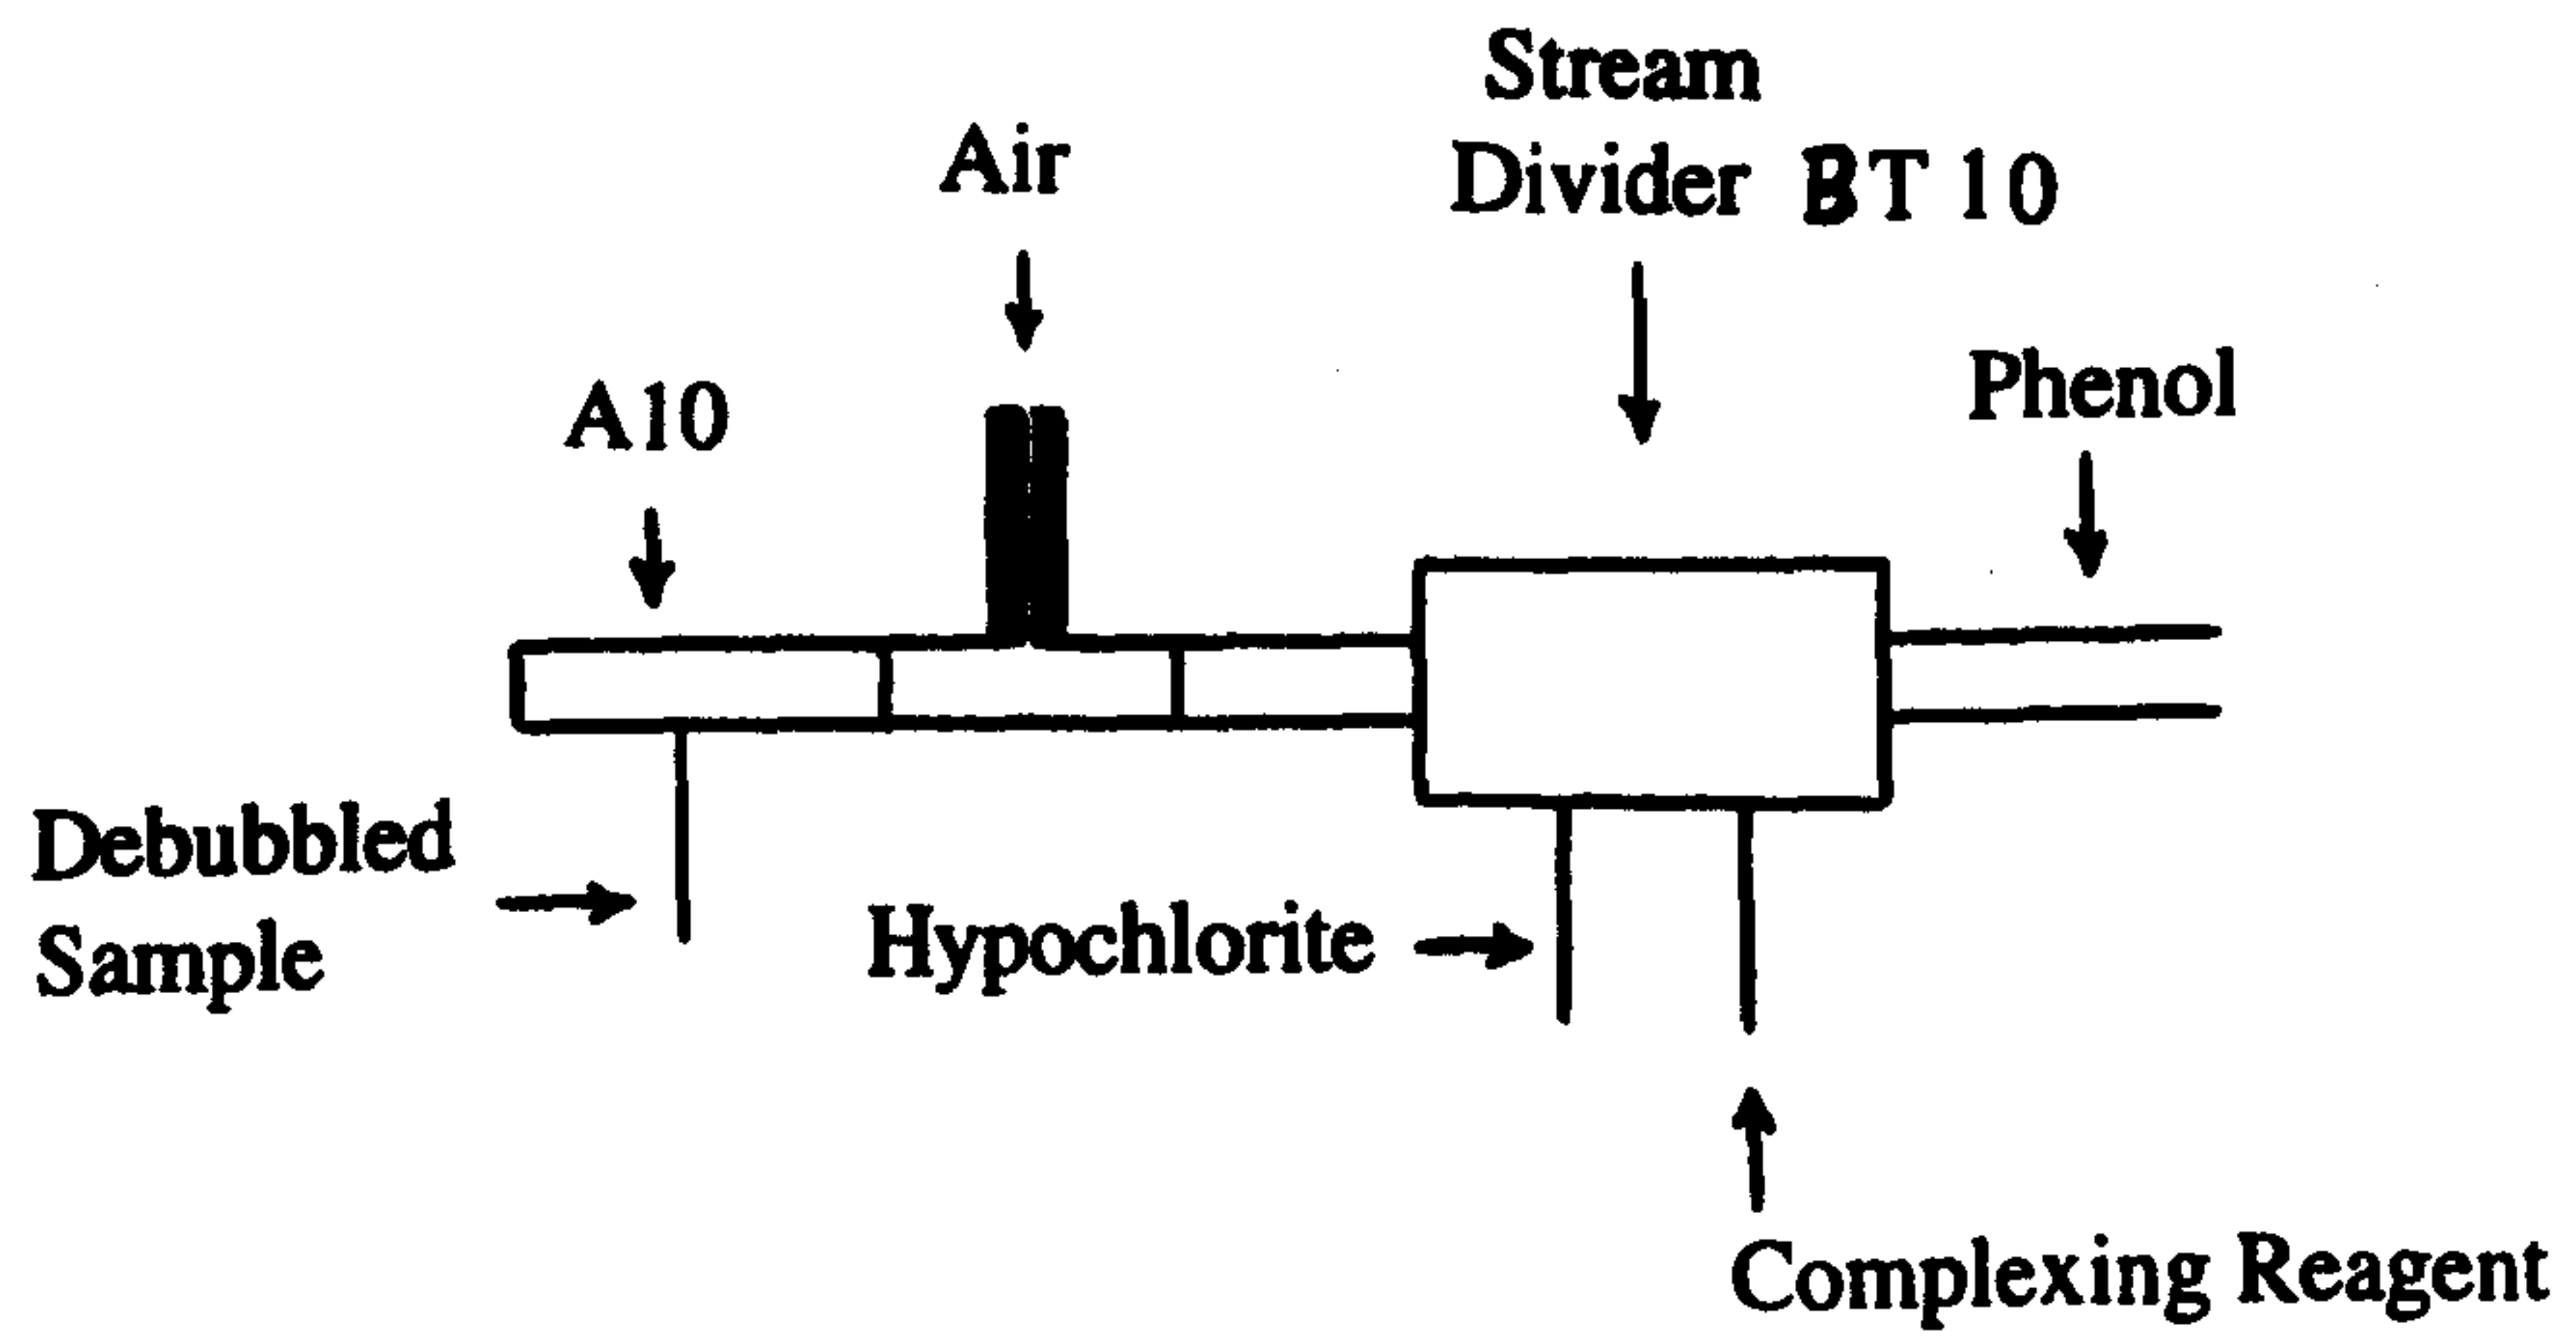 Stream
Air
Divider BT 10
Phenol
A10
Debubbled
Sample
Hypochlorite
Complexing Reagent